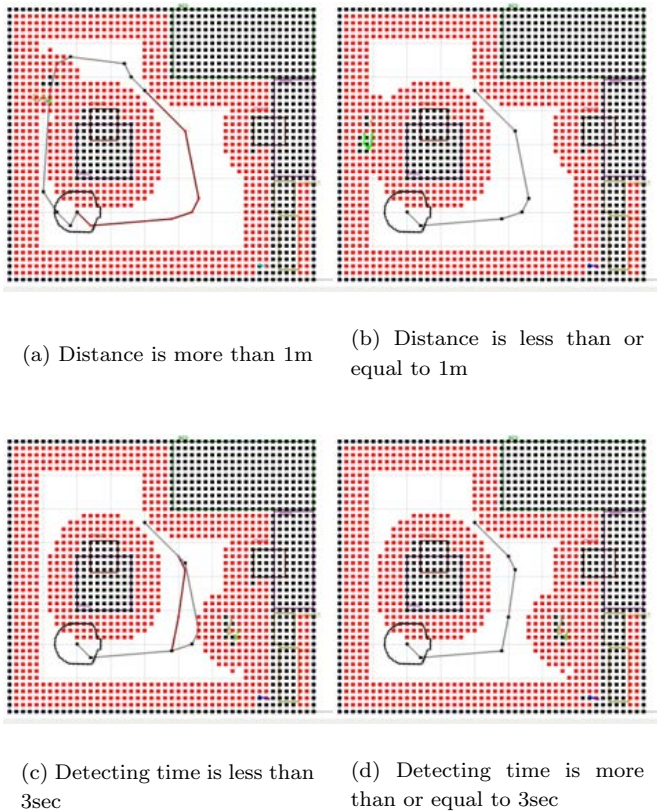 (a) Distance is more than 1m
(b) Distance is less than or
equal to 1m
(c) Detecting time is less than
3sec
(d) Detecting time is more
than or equal to 3sec